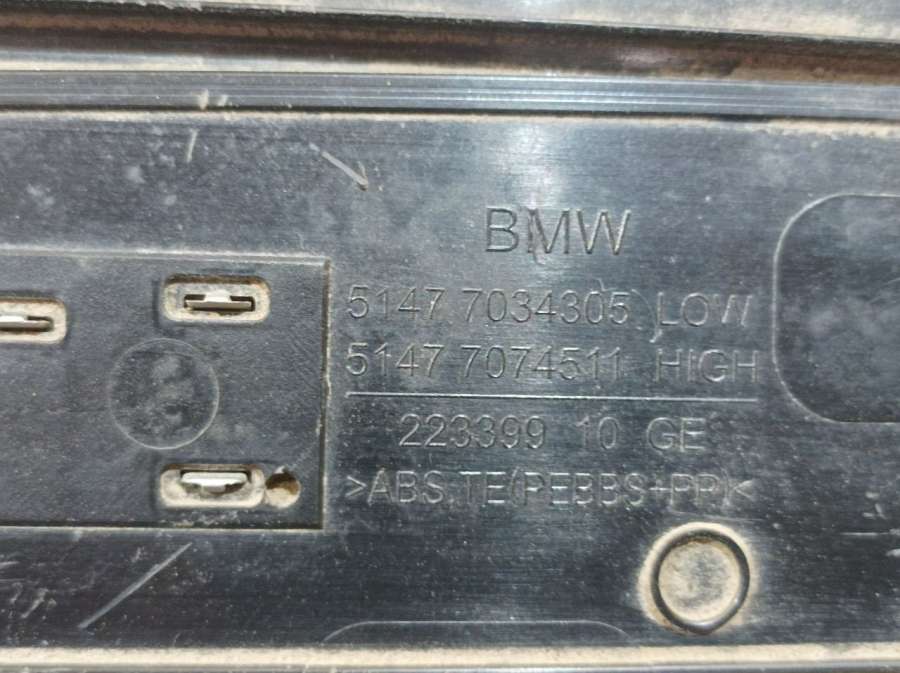 BMW
5147 7034305 LOW
5147 7074511 HIGH
223399 10 GE
>ABS,TE(PEBBS+PP)<